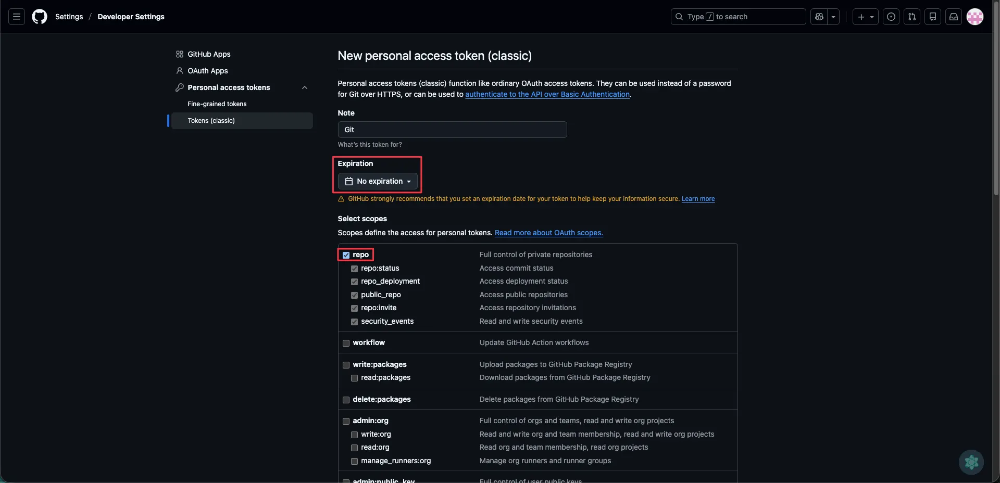 Settings / Developer Settings
Type / to search
GitHub Apps
OAuth Apps
Personal access tokens
Fine-grained tokens
Tokens (classic)
New personal access token (classic)
Personal access tokens (classic) function like ordinary OAuth access tokens. They can be used instead of a password
for Git over HTTPS, or can be used to authenticate to the API over Basic Authentication.
Note
Git
What's this token for?
Expiration
No expiration
GitHub strongly recommends that you set an expiration date for your token to help keep your information secure. Learn more
Select scopes
Scopes define the access for personal tokens. Read more about OAuth scopes.
repo Full control of private repositories
repo:status Access commit status
repo_deployment Access deployment status
public_repo Access public repositories
repo:invite Access repository invitations
security_events Read and write security events
workflow Update GitHub Action workflows
write:packages Upload packages to GitHub Package Registry
read:packages Download packages from GitHub Package Registry
delete:packages Delete packages from GitHub Package Registry
admin:org Full control of orgs and teams, read and write org projects
write:org Read and write org and team membership, read and write org projects
read:org Read org and team membership, read org projects
manage_runners:org Manage org runners and runner groups
admin:public_key Full control of user public keys